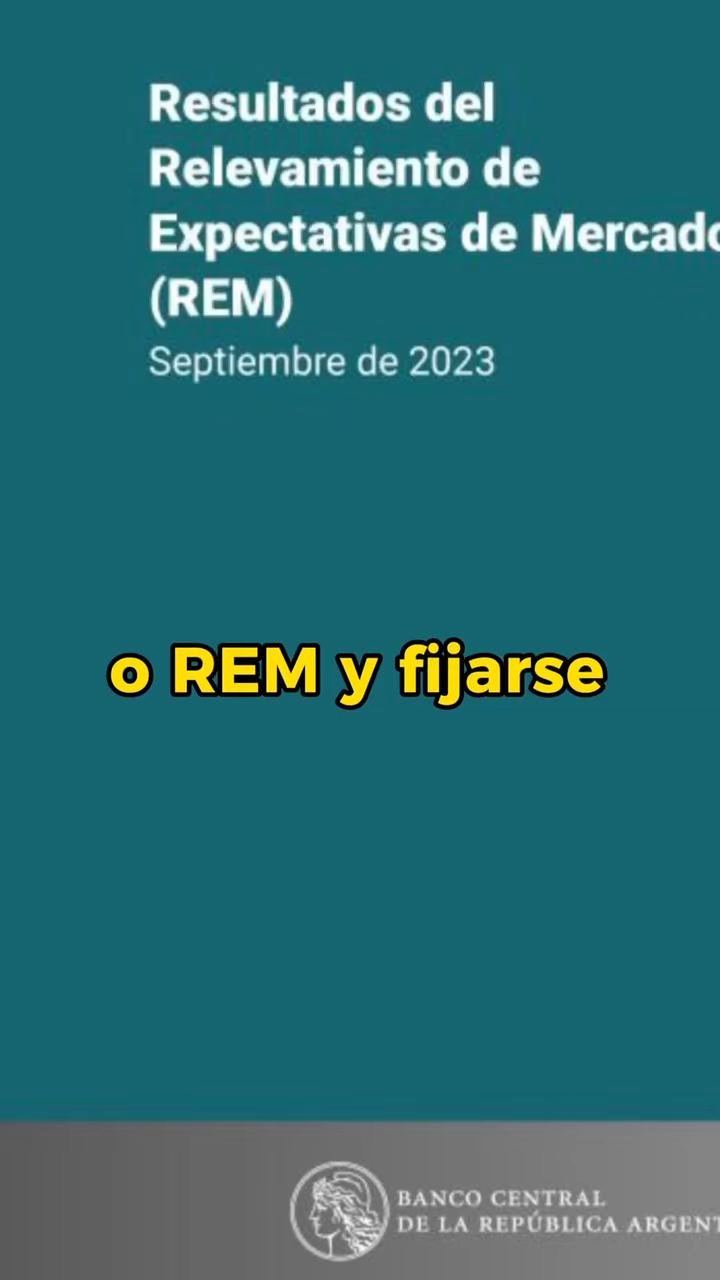 Resultados del
Relevamiento de
Expectativas de Mercado
(REM)
Septiembre de 2023
o REM y fijarse
BANCO CENTRAL
DE LA REPÚBLICA ARGENT